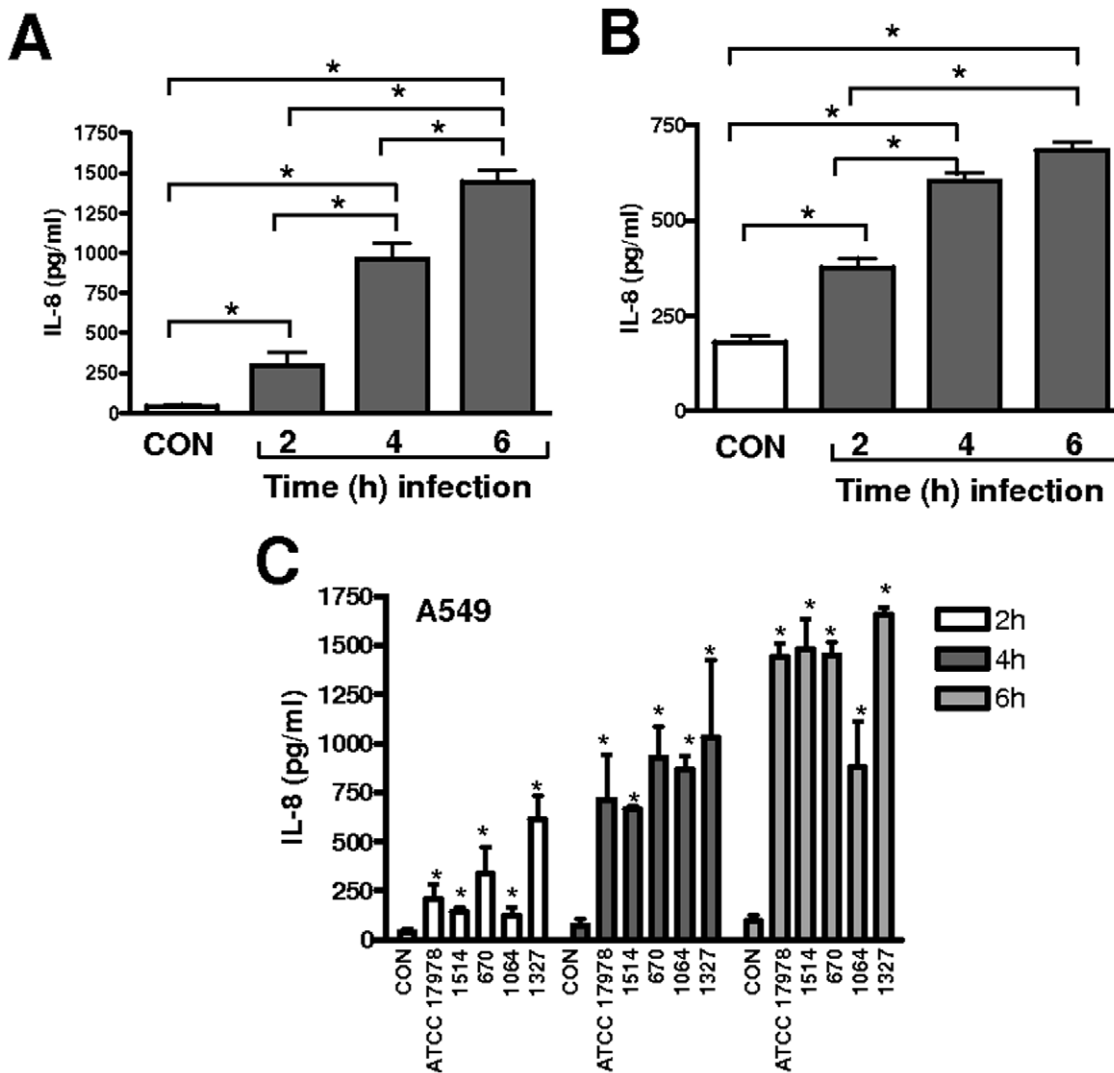 A
*
*
*
*
*
*
IL-8 (pg/ml)
1750
1500
1250
1000
750
500
250
0
CON
2
4
6
Time (h) infection
B
*
*
*
*
*
IL-8 (pg/ml)
750
500
250
0
CON
2
4
6
Time (h) infection
C
A549
IL-8 (pg/ml)
1750
1500
1250
1000
750
500
250
0
* * * * *
* * * * *
* * * * *
2h
4h
6h
CON
ATCC 17978
1514
670
1064
1327
CON
ATCC 17978
1514
670
1064
1327
CON
ATCC 17978
1514
670
1064
1327